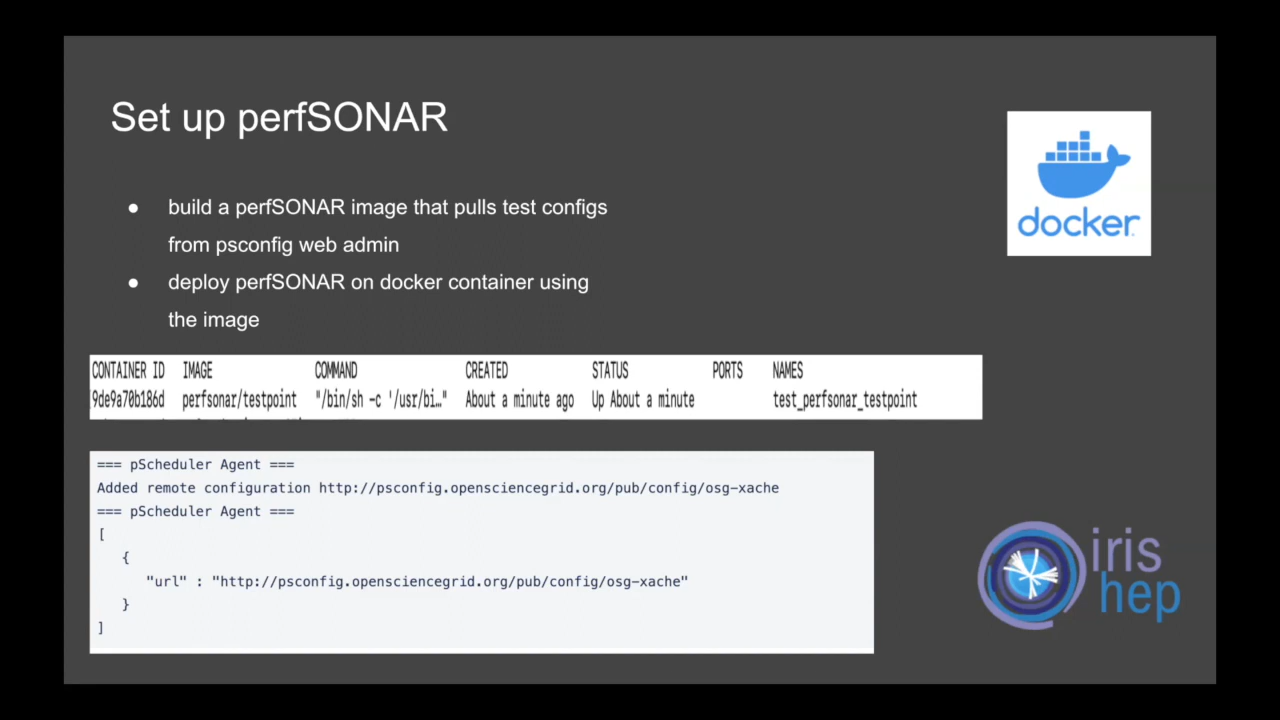 Set up perfSONAR
docker
● build a perfSONAR image that pulls test configs
from psconfig web admin
● deploy perfSONAR on docker container using
the image
CONTAINER ID IMAGE COMMAND CREATED STATUS PORTS NAMES
9de9a70b186d perfsonar/testpoint "/bin/sh -c '/usr/bi…" About a minute ago Up About a minute test_perfsonar_testpoint
=== pScheduler Agent ===
Added remote configuration http://psconfig.opensciencegrid.org/pub/config/osg-xache
=== pScheduler Agent ===
[
{
"url" : "http://psconfig.opensciencegrid.org/pub/config/osg-xache"
}
]
iris
hep